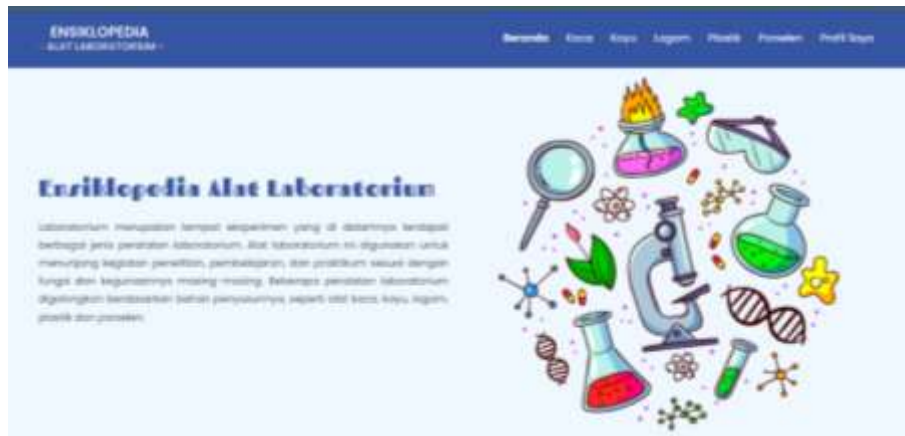 ENSIKLOPEDIA
- ALAT LABORATORIUM -
Beranda Kaca Kayu Logam Plastik Porselen Profil Saya
Ensiklopedia Alat Laboratorium
Laboratorium merupakan tempat eksperimen yang di dalamnya terdapat
berbagai jenis peralatan laboratorium. Alat laboratorium ini digunakan untuk
menunjang kegiatan penelitian, pembelajaran, dan praktikum sesuai dengan
fungsi dan kegunaannya masing-masing. Beberapa peralatan laboratorium
digolongkan berdasarkan bahan penyusunnya, seperti alat kaca, kayu, logam,
plastik dan porselen.